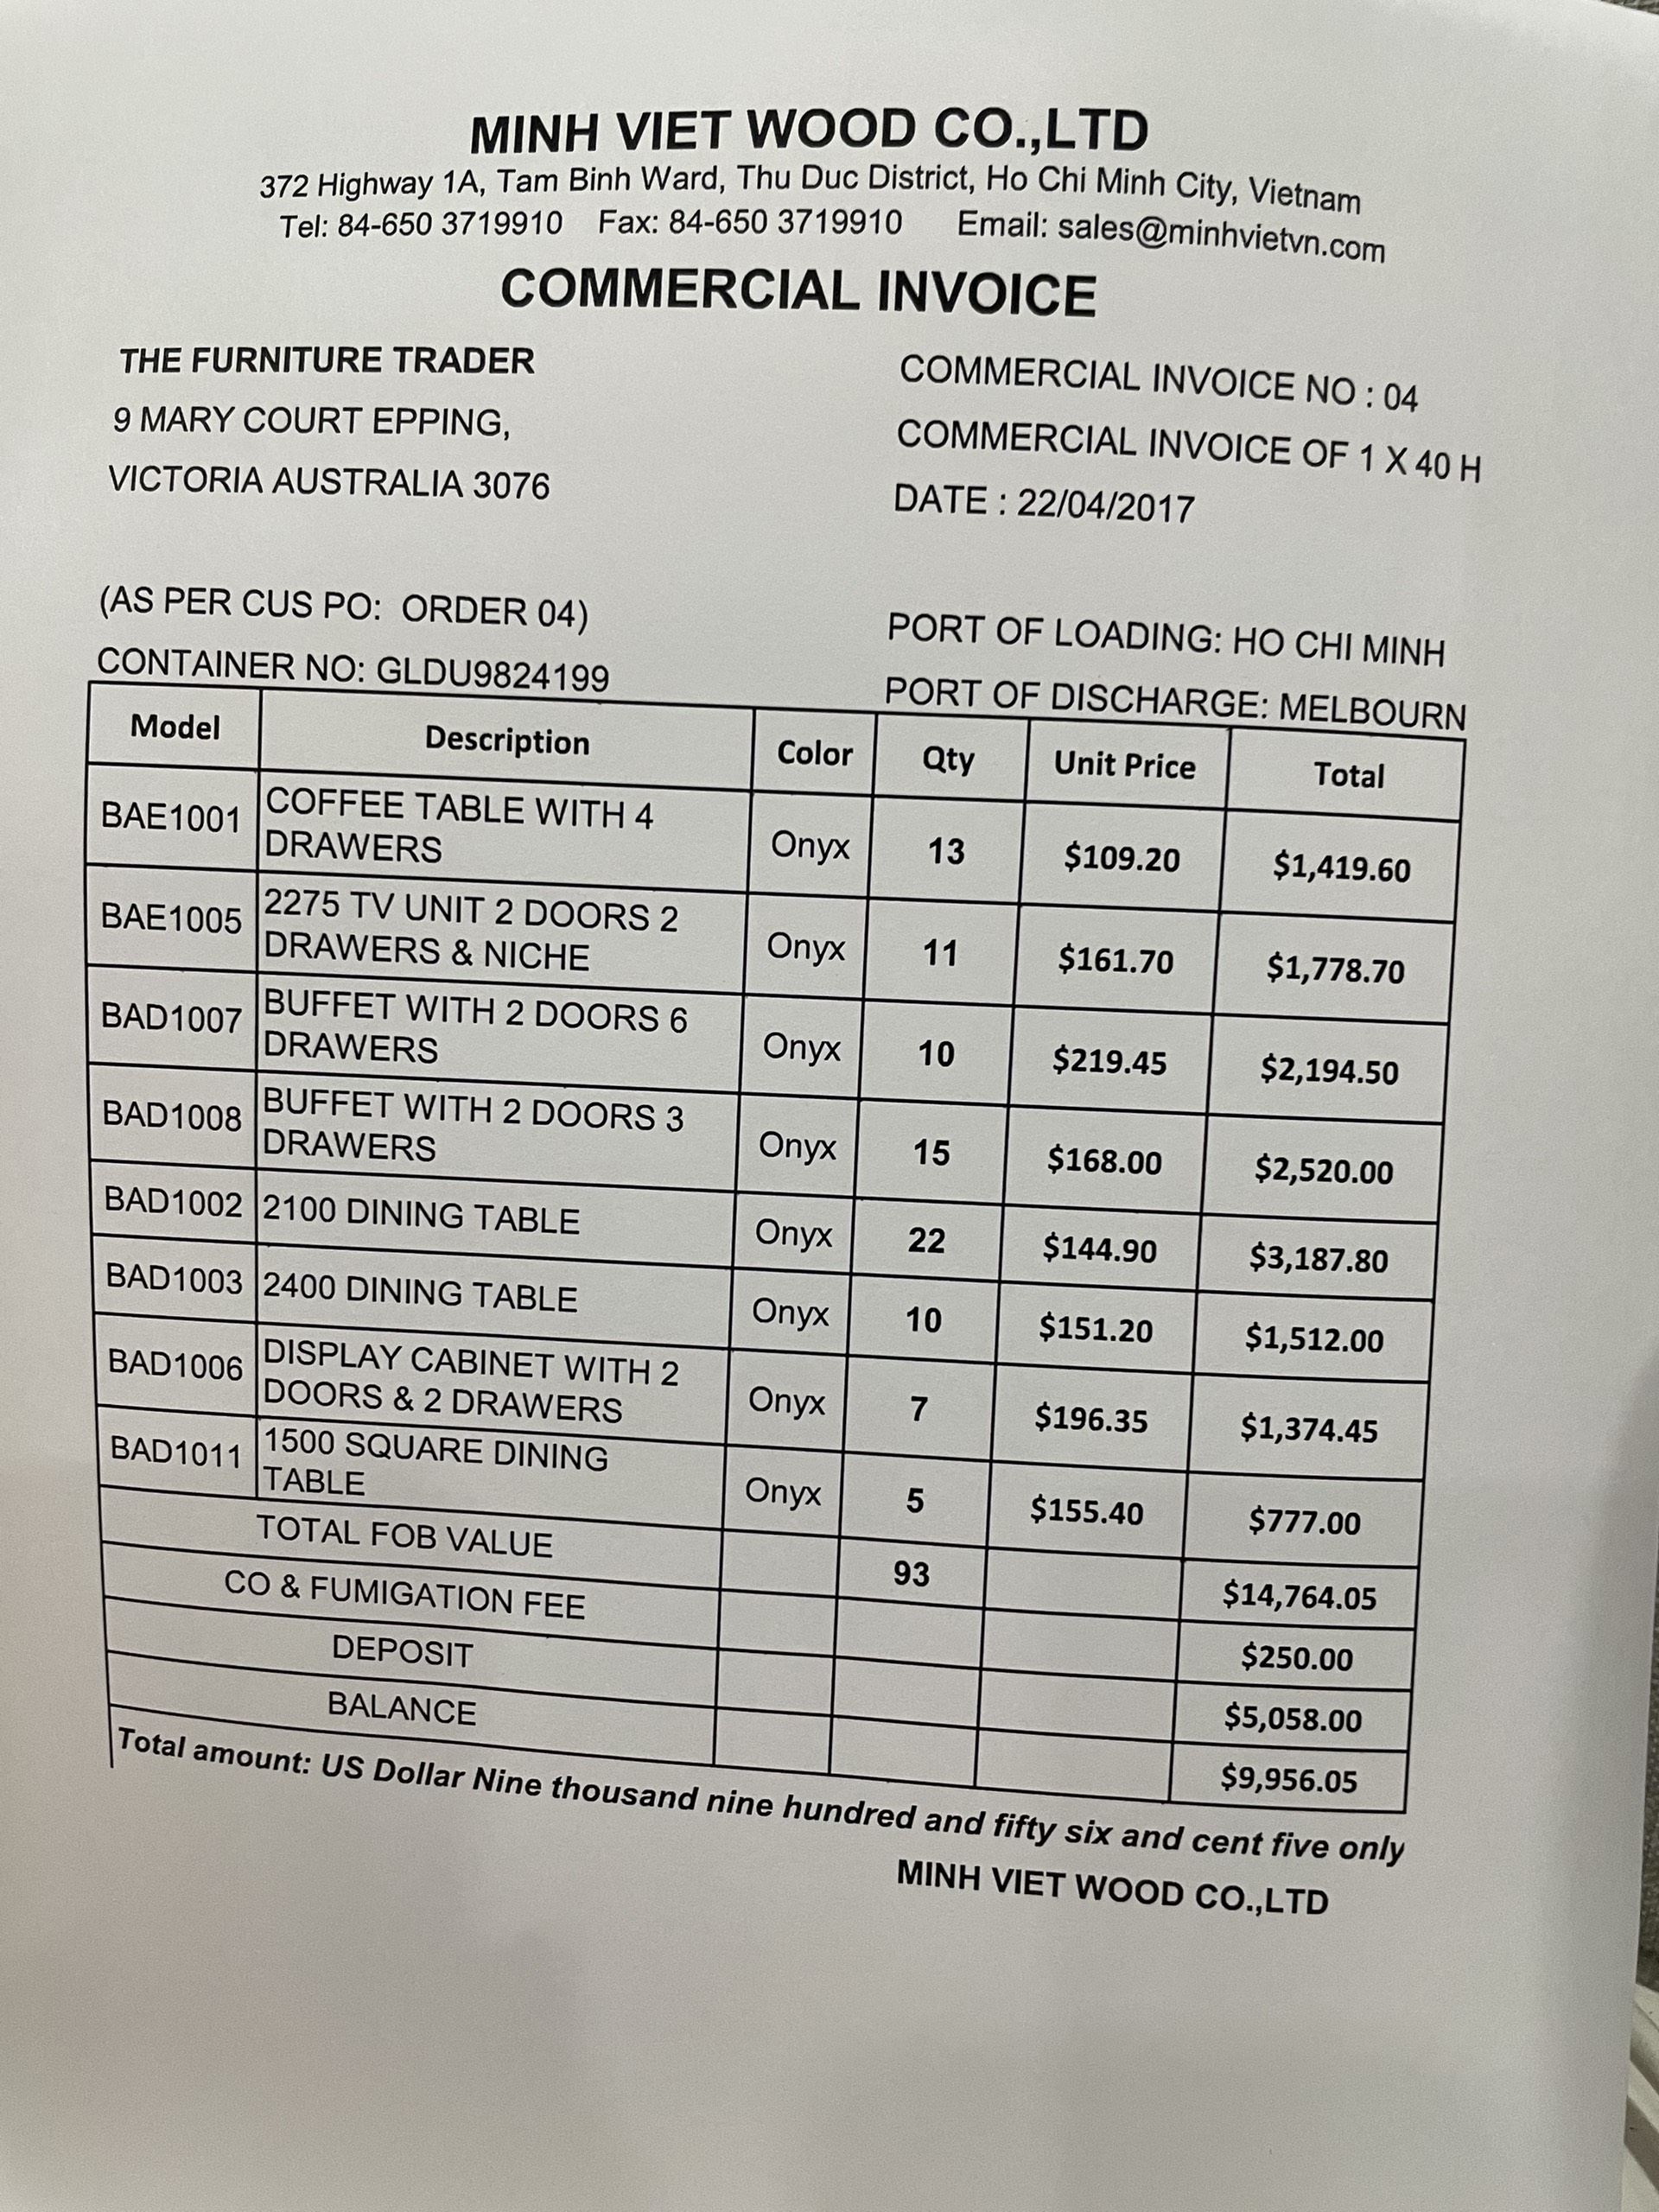 MINH VIET WOOD CO.,LTD
372 Highway 1A, Tam Binh Ward, Thu Duc District, Ho Chi Minh City, Vietnam
Tel: 84-650 3719910 Fax: 84-650 3719910 Email: sales@minhvietvn.com
COMMERCIAL INVOICE
THE FURNITURE TRADER
9 MARY COURT EPPING,
VICTORIA AUSTRALIA 3076
COMMERCIAL INVOICE NO : 04
COMMERCIAL INVOICE OF 1 X 40 H
DATE : 22/04/2017
(AS PER CUS PO: ORDER 04)
CONTAINER NO: GLDU9824199
PORT OF LOADING: HO CHI MINH
PORT OF DISCHARGE: MELBOURN
Model Description Color Qty Unit Price Total
BAE1001 COFFEE TABLE WITH 4
DRAWERS Onyx 13 $109.20 $1,419.60
BAE1005 2275 TV UNIT 2 DOORS 2
DRAWERS & NICHE Onyx 11 $161.70 $1,778.70
BAD1007 BUFFET WITH 2 DOORS 6
DRAWERS Onyx 10 $219.45 $2,194.50
BAD1008 BUFFET WITH 2 DOORS 3
DRAWERS Onyx 15 $168.00 $2,520.00
BAD1002 2100 DINING TABLE Onyx 22 $144.90 $3,187.80
BAD1003 2400 DINING TABLE Onyx 10 $151.20 $1,512.00
BAD1006 DISPLAY CABINET WITH 2
DOORS & 2 DRAWERS Onyx 7 $196.35 $1,374.45
BAD1011 1500 SQUARE DINING
TABLE Onyx 5 $155.40 $777.00
TOTAL FOB VALUE 93 $14,764.05
CO & FUMIGATION FEE $250.00
DEPOSIT $5,058.00
BALANCE $9,956.05
Total amount: US Dollar Nine thousand nine hundred and fifty six and cent five only
MINH VIET WOOD CO.,LTD